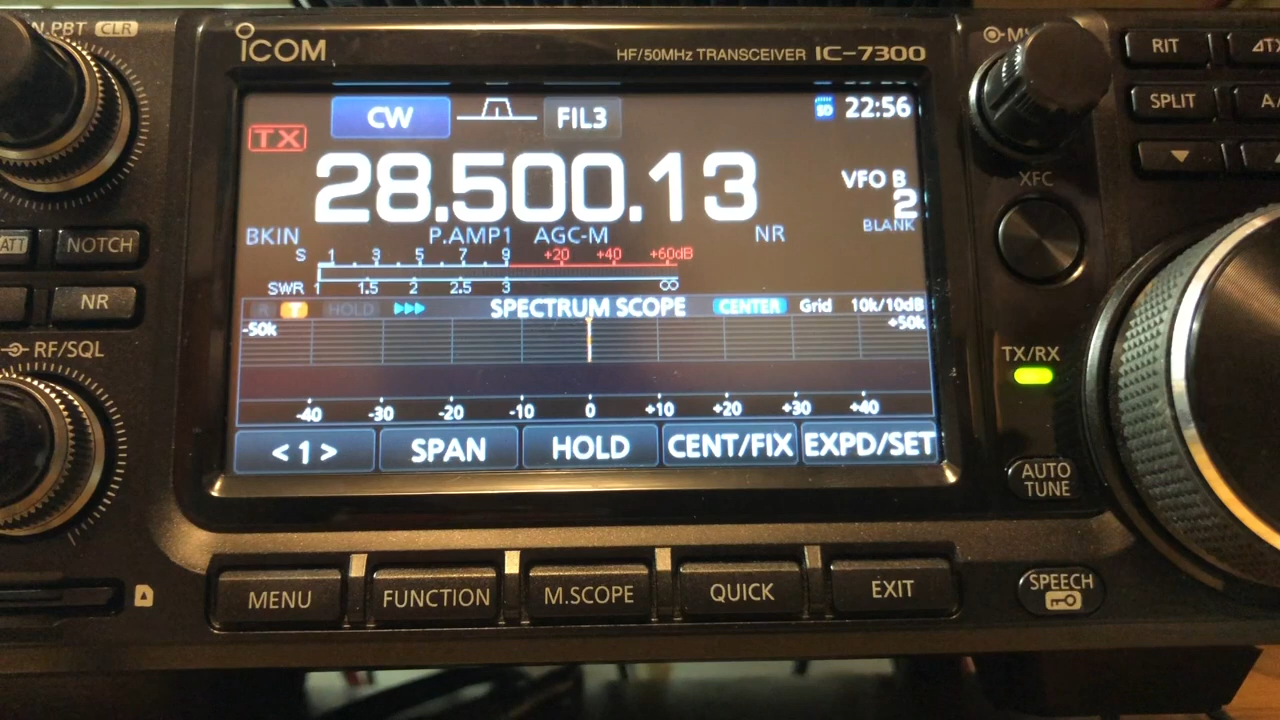 CLR
ICOM
HF/50MHz TRANSCEIVER IC-7300
RIT
SPLIT
XFC
CW
FIL3
SD
22:56
TX
28.500.13
VFO B
2
BLANK
BKIN
P.AMP1
AGC-M
NR
S 1 3 5 7 9 +20 +40 +60dB
SWR 1 1.5 2 2.5 3 ∞
R T HOLD
SPECTRUM SCOPE
CENTER
Grid
10k/10dB
-50k
+50k
-40 -30 -20 -10 0 +10 +20 +30 +40
< 1 >
SPAN
HOLD
CENT/FIX
EXPD/SET
ATT
NOTCH
NR
RF/SQL
TX/RX
AUTO
TUNE
SPEECH
MENU
FUNCTION
M.SCOPE
QUICK
EXIT